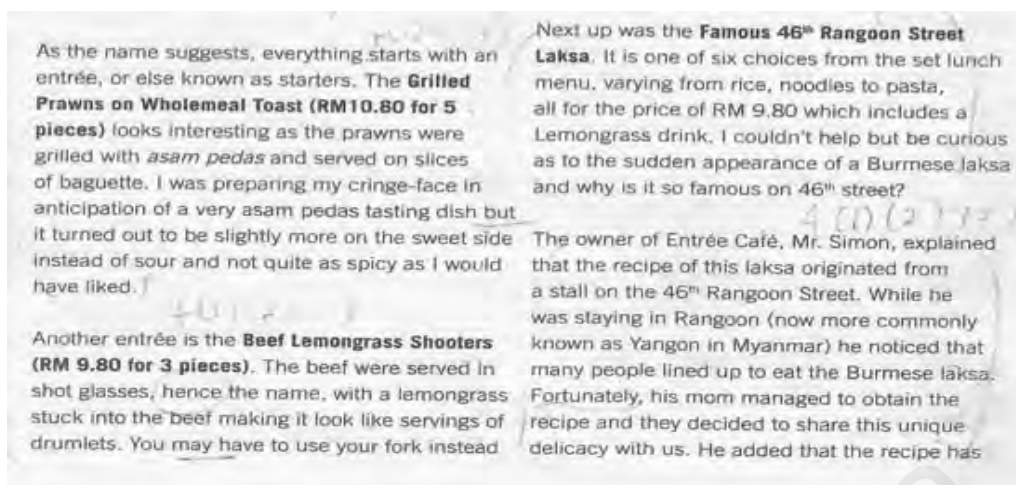 As the name suggests, everything starts with an
entrée, or else known as starters. The Grilled
Prawns on Wholemeal Toast (RM10.80 for 5
pieces) looks interesting as the prawns were
grilled with asam pedas and served on slices
of baguette. I was preparing my cringe-face in
anticipation of a very asam pedas tasting dish but
it turned out to be slightly more on the sweet side
instead of sour and not quite as spicy as I would
have liked.
Another entrée is the Beef Lemongrass Shooters
(RM 9.80 for 3 pieces). The beef were served in
shot glasses, hence the name, with a lemongrass
stuck into the beef making it look like servings of
drumlets. You may have to use your fork instead
Next up was the Famous 46th Rangoon Street
Laksa. It is one of six choices from the set lunch
menu, varying from rice, noodles to pasta,
all for the price of RM 9.80 which includes a
Lemongrass drink. I couldn't help but be curious
as to the sudden appearance of a Burmese laksa
and why is it so famous on 46th street?
The owner of Entrée Café, Mr. Simon, explained
that the recipe of this laksa originated from
a stall on the 46th Rangoon Street. While he
was staying in Rangoon (now more commonly
known as Yangon in Myanmar) he noticed that
many people lined up to eat the Burmese laksa.
Fortunately, his mom managed to obtain the
recipe and they decided to share this unique
delicacy with us. He added that the recipe has